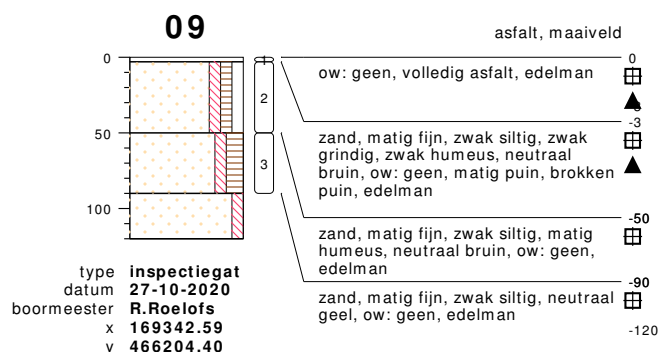 09
asfalt, maaiveld
0
50
100
1
2
3
0
ow: geen, volledig asfalt, edelman
-3
zand, matig fijn, zwak siltig, zwak
grindig, zwak humeus, neutraal
bruin, ow: geen, matig puin, brokken
puin, edelman
-50
zand, matig fijn, zwak siltig, matig
humeus, neutraal bruin, ow: geen,
edelman
-90
zand, matig fijn, zwak siltig, neutraal
geel, ow: geen, edelman
-120
type inspectiegat
datum 27-10-2020
boormeester R.Roelofs
x 169342.59
y 466204.40